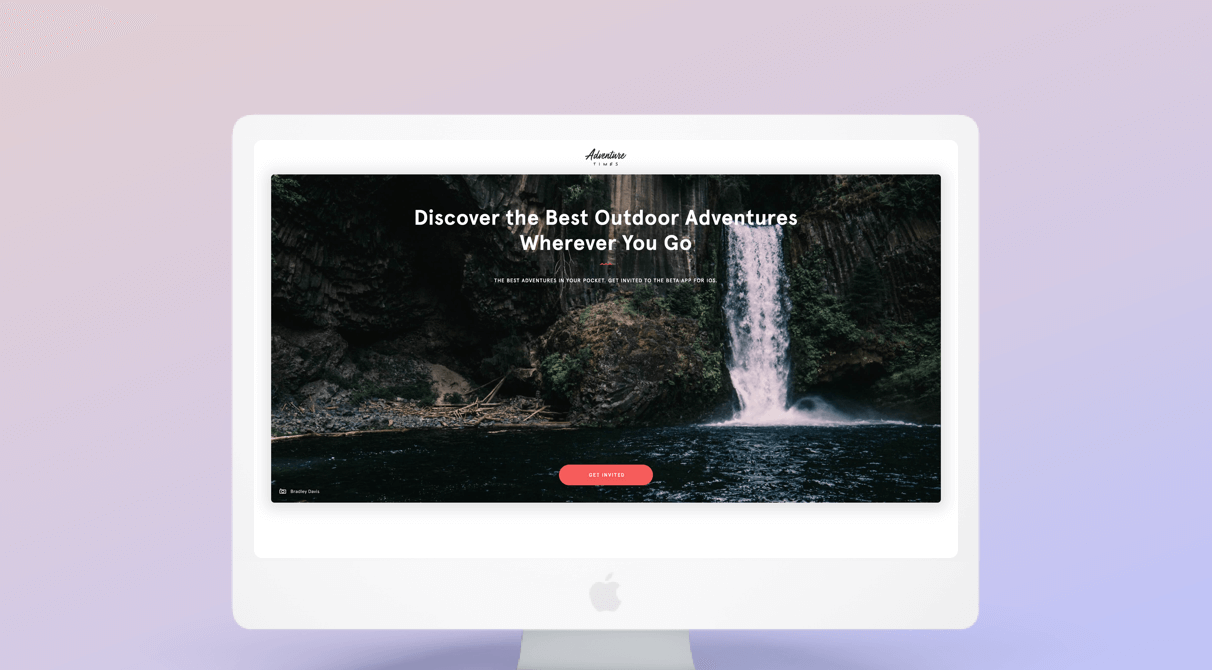 Adventure
TIMES
Discover the Best Outdoor Adventures
Wherever You Go
THE BEST ADVENTURES IN YOUR POCKET. GET INVITED TO THE BETA APP FOR IOS.
GET INVITED
Bradley Davis